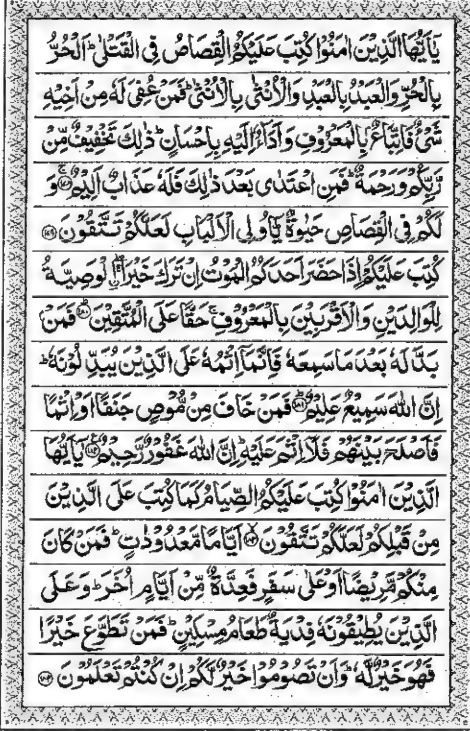 يٰۤاَيُّهَا الَّذِيْنَ اٰمَنُوْا كُتِبَ عَلَيْكُمُ الْقِصَاصُ فِي الْقَتْلٰىؕ اَلْحُرُّ
بِالْحُرِّ وَالْعَبْدُ بِالْعَبْدِ وَالْاُنْثٰى بِالْاُنْثٰىؕ فَمَنْ عُفِيَ لَهٗ مِنْ اَخِيْهِ
شَيْءٌ فَاتِّبَاعٌۢ بِالْمَعْرُوْفِ وَاَدَآءٌ اِلَيْهِ بِاِحْسَانٍؕ ذٰلِكَ تَخْفِيْفٌ مِّنْ
رَّبِّكُمْ وَرَحْمَةٌؕ فَمَنِ اعْتَدٰى بَعْدَ ذٰلِكَ فَلَهٗ عَذَابٌ اَلِيْمٌ ﴿۱۷۸﴾ وَ
لَكُمْ فِي الْقِصَاصِ حَيٰوةٌ يّٰۤاُولِي الْاَلْبَابِ لَعَلَّكُمْ تَتَّقُوْنَ ﴿۱۷۹﴾
كُتِبَ عَلَيْكُمْ اِذَا حَضَرَ اَحَدَكُمُ الْمَوْتُ اِنْ تَرَكَ خَيْرَا ۖۚ اۨلْوَصِيَّةُ
لِلْوَالِدَيْنِ وَالْاَقْرَبِيْنَ بِالْمَعْرُوْفِۚ حَقًّا عَلَى الْمُتَّقِيْنَؕ ﴿۱۸۰﴾ فَمَنْۢ
بَدَّلَهٗ بَعْدَ مَا سَمِعَهٗ فَاِنَّمَاۤ اِثْمُهٗ عَلَى الَّذِيْنَ يُبَدِّلُوْنَهٗؕ
اِنَّ اللّٰهَ سَمِيْعٌ عَلِيْمٌؕ ﴿۱۸۱﴾ فَمَنْ خَافَ مِنْ مُّوْصٍ جَنَفًا اَوْ اِثْمًا
فَاَصْلَحَ بَيْنَهُمْ فَلَاۤ اِثْمَ عَلَيْهِؕ اِنَّ اللّٰهَ غَفُوْرٌ رَّحِيْمٌ ﴿۱۸۲﴾ يٰۤاَيُّهَا
الَّذِيْنَ اٰمَنُوْا كُتِبَ عَلَيْكُمُ الصِّيَامُ كَمَا كُتِبَ عَلَى الَّذِيْنَ
مِنْ قَبْلِكُمْ لَعَلَّكُمْ تَتَّقُوْنَۙ ﴿۱۸۳﴾ اَيَّامًا مَّعْدُوْدٰتٍؕ فَمَنْ كَانَ
مِنْكُمْ مَّرِيْضًا اَوْ عَلٰى سَفَرٍ فَعِدَّةٌ مِّنْ اَيَّامٍ اُخَرَؕ وَعَلَى
الَّذِيْنَ يُطِيْقُوْنَهٗ فِدْيَةٌ طَعَامُ مِسْكِيْنٍؕ فَمَنْ تَطَوَّعَ خَيْرًا
فَهُوَ خَيْرٌ لَّهٗؕ وَاَنْ تَصُوْمُوْا خَيْرٌ لَّكُمْ اِنْ كُنْتُمْ تَعْلَمُوْنَ ﴿۱۸۴﴾